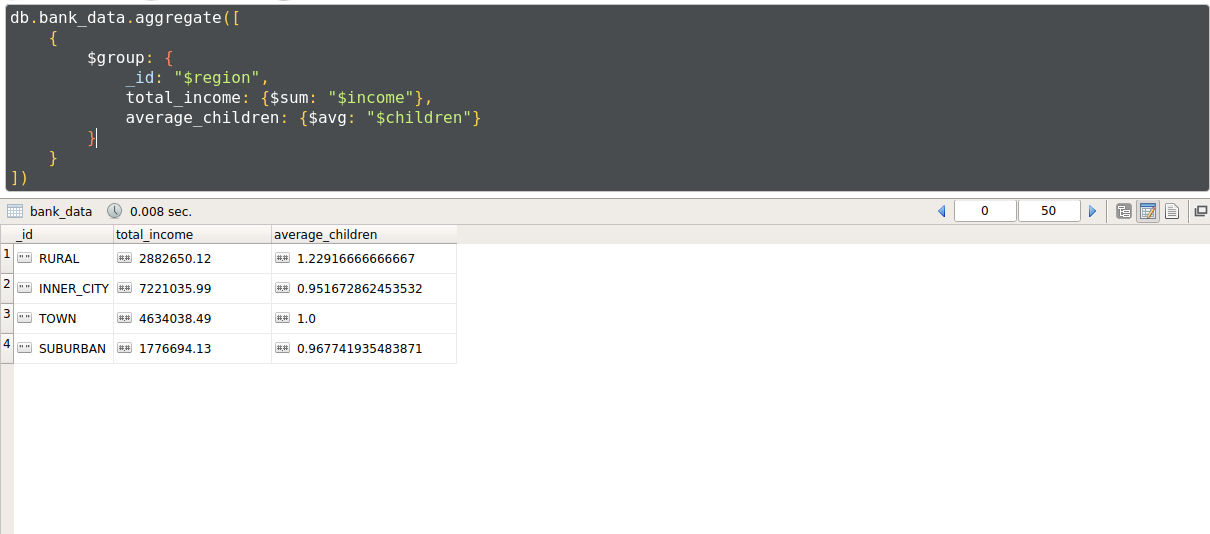 db.bank_data.aggregate([
    {
        $group: {
            _id: "$region",
            total_income: {$sum: "$income"},
            average_children: {$avg: "$children"}
        }
    }
])
bank_data 0.008 sec. 0 50
_id total_income average_children
1 "" RURAL ## 2882650.12 ## 1.22916666666667
2 "" INNER_CITY ## 7221035.99 ## 0.951672862453532
3 "" TOWN ## 4634038.49 ## 1.0
4 "" SUBURBAN ## 1776694.13 ## 0.967741935483871